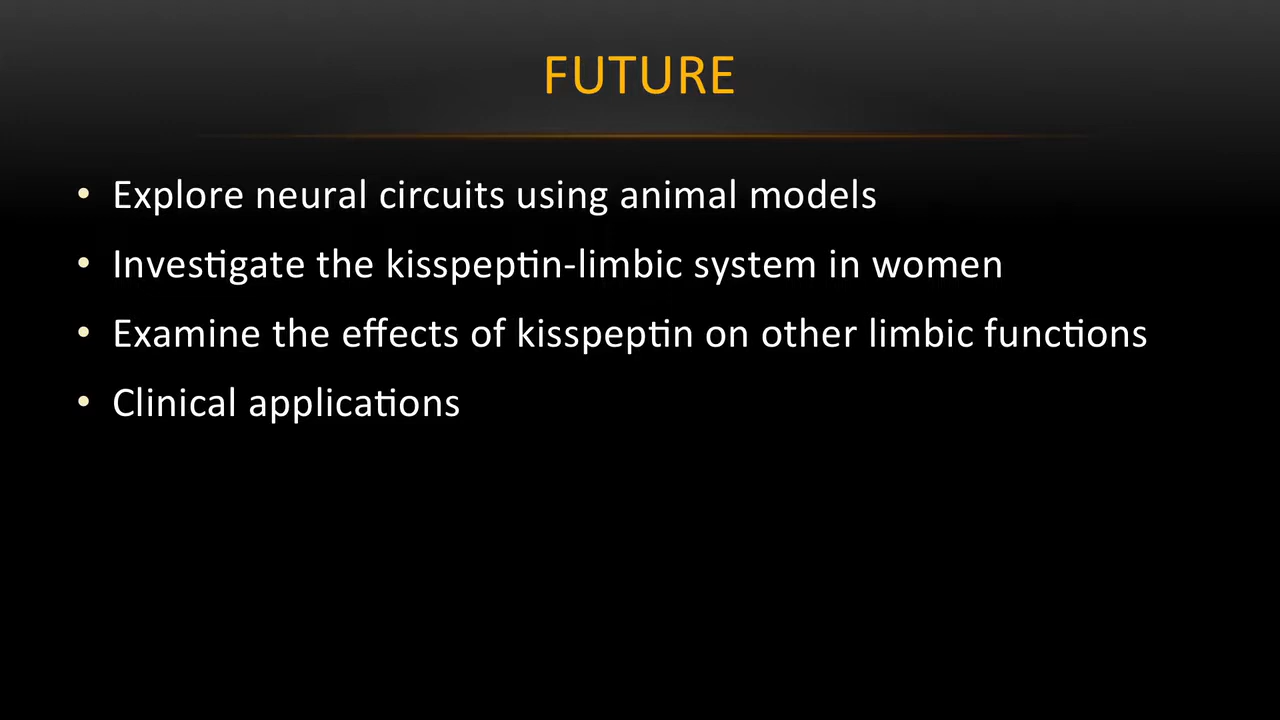 FUTURE
• Explore neural circuits using animal models
• Investigate the kisspeptin-limbic system in women
• Examine the effects of kisspeptin on other limbic functions
• Clinical applications